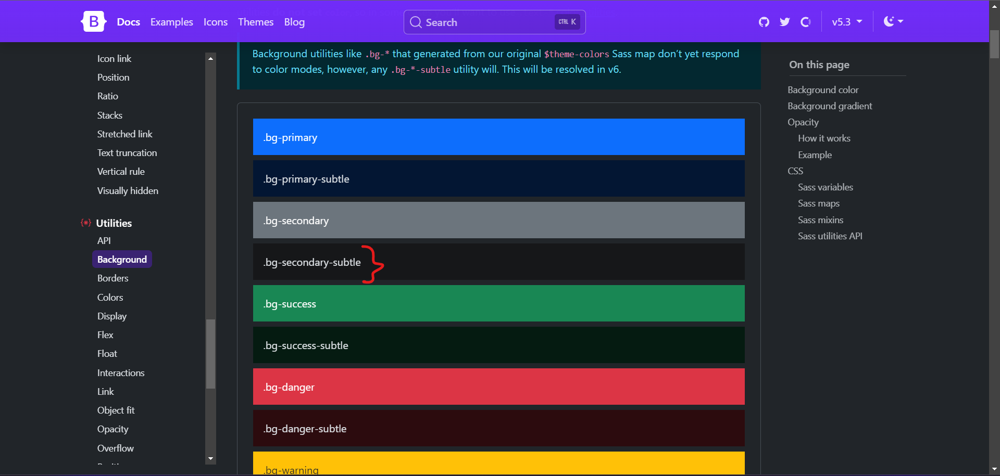 B Docs Examples Icons Themes Blog
Search CTRL K
v5.3
Icon link
Position
Ratio
Stacks
Stretched link
Text truncation
Vertical rule
Visually hidden
Utilities
API
Background
Borders
Colors
Display
Flex
Float
Interactions
Link
Object fit
Opacity
Overflow
Background utilities like .bg-* that generated from our original $theme-colors Sass map don’t yet respond
to color modes, however, any .bg-*-subtle utility will. This will be resolved in v6.
.bg-primary
.bg-primary-subtle
.bg-secondary
.bg-secondary-subtle
.bg-success
.bg-success-subtle
.bg-danger
.bg-danger-subtle
.bg-warning
On this page
Background color
Background gradient
Opacity
How it works
Example
CSS
Sass variables
Sass maps
Sass mixins
Sass utilities API